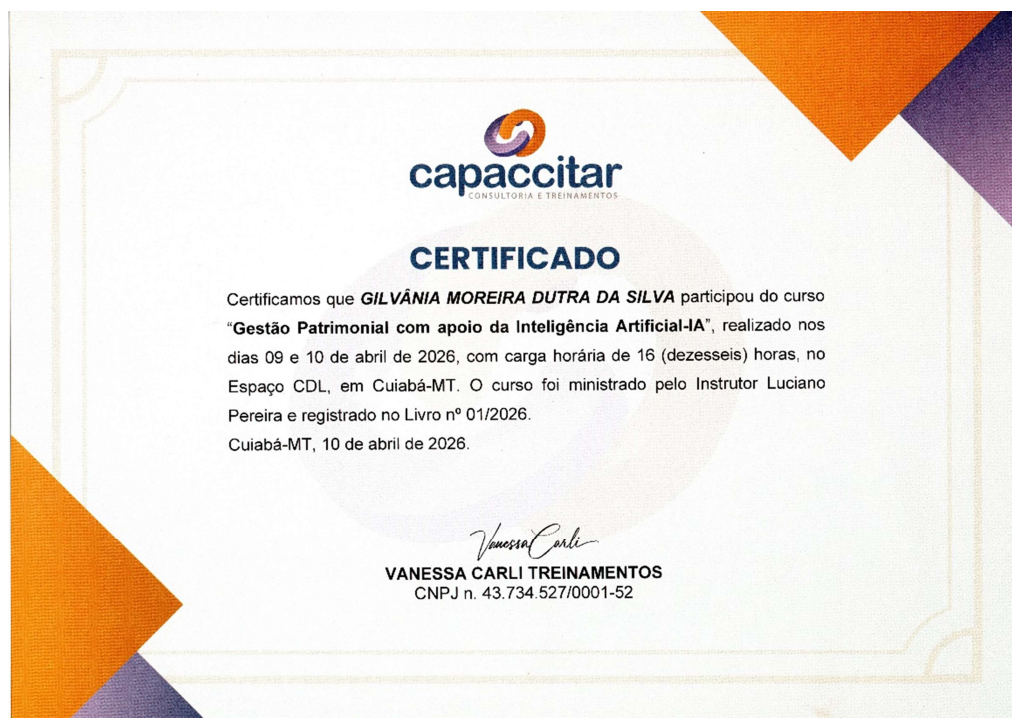 capaccitar
CONSULTORIA E TREINAMENTOS
CERTIFICADO
Certificamos que GILVÂNIA MOREIRA DUTRA DA SILVA participou do curso
“Gestão Patrimonial com apoio da Inteligência Artificial-IA”, realizado nos
dias 09 e 10 de abril de 2026, com carga horária de 16 (dezesseis) horas, no
Espaço CDL, em Cuiabá-MT. O curso foi ministrado pelo Instrutor Luciano
Pereira e registrado no Livro nº 01/2026.
Cuiabá-MT, 10 de abril de 2026.
Vanessa Carli
VANESSA CARLI TREINAMENTOS
CNPJ n. 43.734.527/0001-52